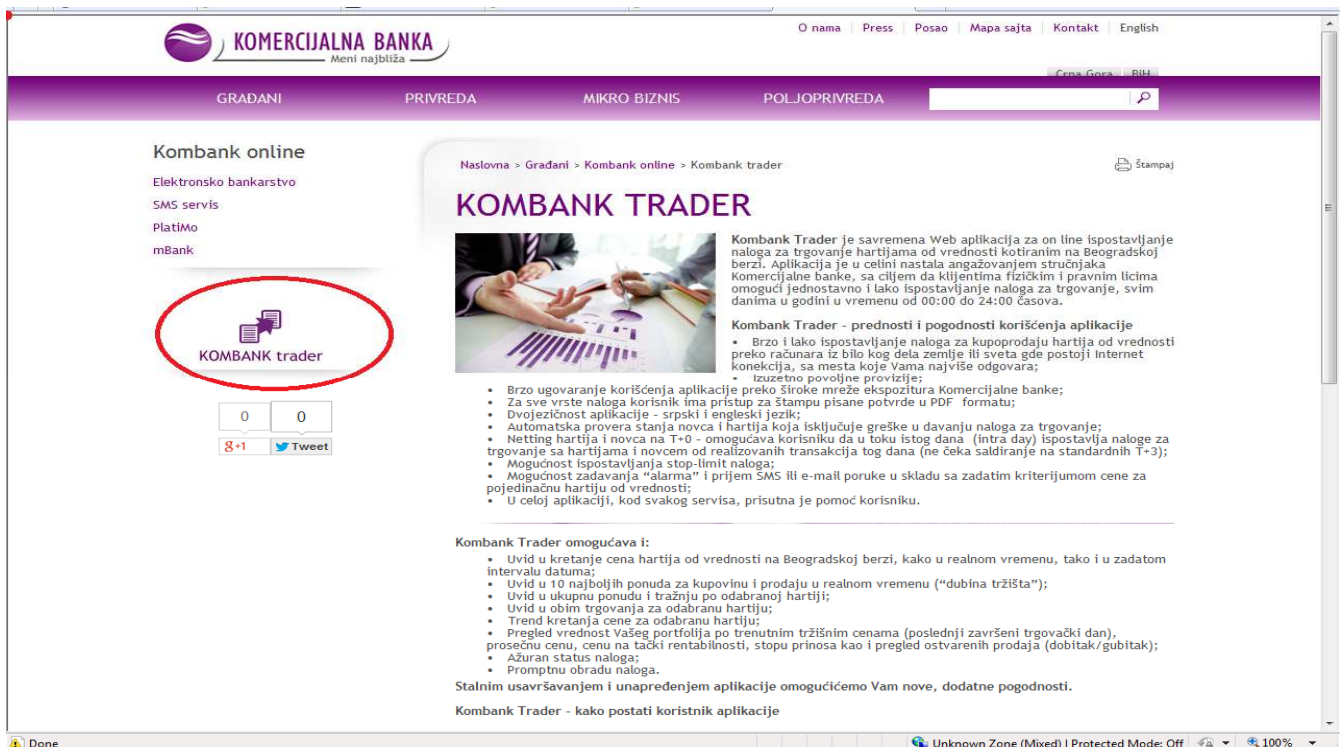 KOMERCIJALNA BANKA
Meni najbliža
O nama
Press
Posao
Mapa sajta
Kontakt
English
Crna Gora
BiH
GRAĐANI
PRIVREDA
MIKRO BIZNIS
POLJOPRIVREDA
Kombank online
Elektronsko bankarstvo
SMS servis
PlatiMo
mBank
KOMBANK trader
0
0
g+1
Tweet
Naslovna > Građani > Kombank online > Kombank trader
Štampaj
KOMBANK TRADER
Kombank Trader je savremena Web aplikacija za on line ispostavljanje
naloga za trgovanje hartijama od vrednosti kotiranim na Beogradskoj
berzi. Aplikacija je u celini nastala angažovanjem stručnjaka
Komercijalne banke, sa ciljem da klijentima fizičkim i pravnim licima
omogući jednostavno i lako ispostavljanje naloga za trgovanje, svim
danima u godini u vremenu od 00:00 do 24:00 časova.
Kombank Trader - prednosti i pogodnosti korišćenja aplikacije
• Brzo i lako ispostavljanje naloga za kupoprodaju hartija od vrednosti
preko računara iz bilo kog dela zemlje ili sveta gde postoji Internet
konekcija, sa mesta koje Vama najviše odgovara;
• Izuzetno povoljne provizije;
• Brzo ugovaranje korišćenja aplikacije preko široke mreže ekspozitura Komercijalne banke;
• Za sve vrste naloga korisnik ima pristup za štampu pisane potvrde u PDF formatu;
• Dvojezičnost aplikacije - srpski i engleski jezik;
• Automatska provera stanja novca i hartija koja isključuje greške u davanju naloga za trgovanje;
• Netting hartija i novca na T+0 - omogućava korisniku da u toku istog dana (intra day) ispostavlja naloge za
trgovanje sa hartijama i novcem od realizovanih transakcija tog dana (ne čeka saldiranje na standardnih T+3);
• Mogućnost ispostavljanja stop-limit naloga;
• Mogućnost zadavanja “alarma” i prijem SMS ili e-mail poruke u skladu sa zadatim kriterijumom cene za
pojedinačnu hartiju od vrednosti;
• U celoj aplikaciji, kod svakog servisa, prisutna je pomoć korisniku.
Kombank Trader omogućava i:
• Uvid u kretanje cena hartija od vrednosti na Beogradskoj berzi, kako u realnom vremenu, tako i u zadatom
intervalu datuma;
• Uvid u 10 najboljih ponuda za kupovinu i prodaju u realnom vremenu (“dubina tržišta”);
• Uvid u ukupnu ponudu i tražnju po odabranoj hartiji;
• Uvid u obim trgovanja za odabranu hartiju;
• Trend kretanja cene za odabranu hartiju;
• Pregled vrednost Vašeg portfolija po trenutnim tržišnim cenama (poslednji završeni trgovački dan),
prosečnu cenu, cenu na tački rentabilnosti, stopu prinosa kao i pregled ostvarenih prodaja (dobitak/gubitak);
• Ažuran status naloga;
• Promptnu obradu naloga.
Stalnim usavršavanjem i unapređenjem aplikacije omogućićemo Vam nove, dodatne pogodnosti.
Kombank Trader - kako postati koristnik aplikacije
Done
Unknown Zone (Mixed) | Protected Mode: Off
100%